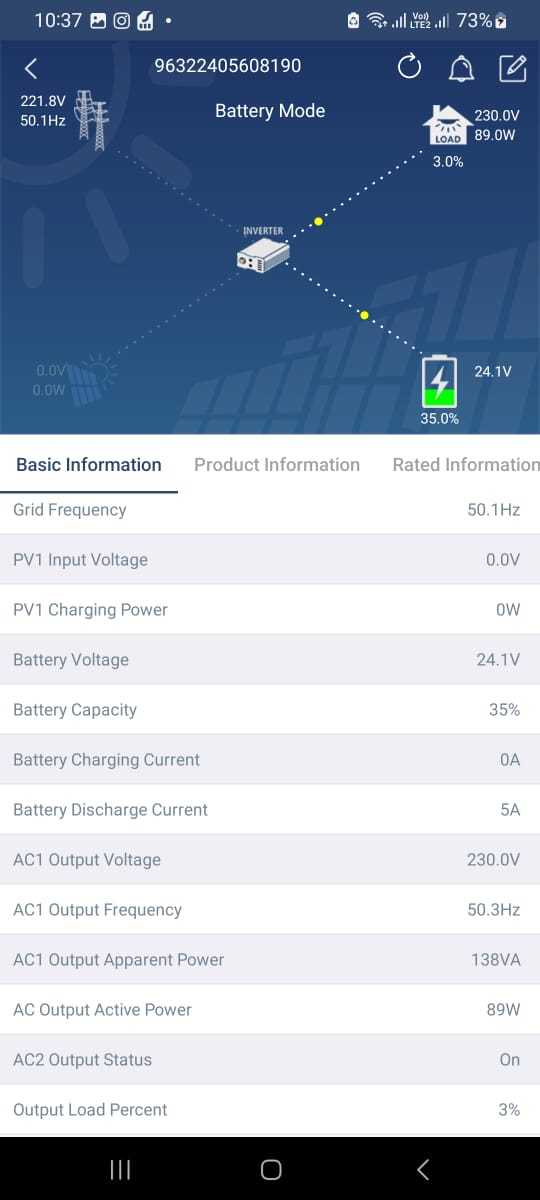 10:37 73%
Vo) LTE2
96322405608190
221.8V
50.1Hz
Battery Mode
230.0V
89.0W
LOAD
3.0%
INVERTER
0.0V
0.0W
24.1V
35.0%
Basic Information Product Information Rated Information
Grid Frequency 50.1Hz
PV1 Input Voltage 0.0V
PV1 Charging Power 0W
Battery Voltage 24.1V
Battery Capacity 35%
Battery Charging Current 0A
Battery Discharge Current 5A
AC1 Output Voltage 230.0V
AC1 Output Frequency 50.3Hz
AC1 Output Apparent Power 138VA
AC Output Active Power 89W
AC2 Output Status On
Output Load Percent 3%